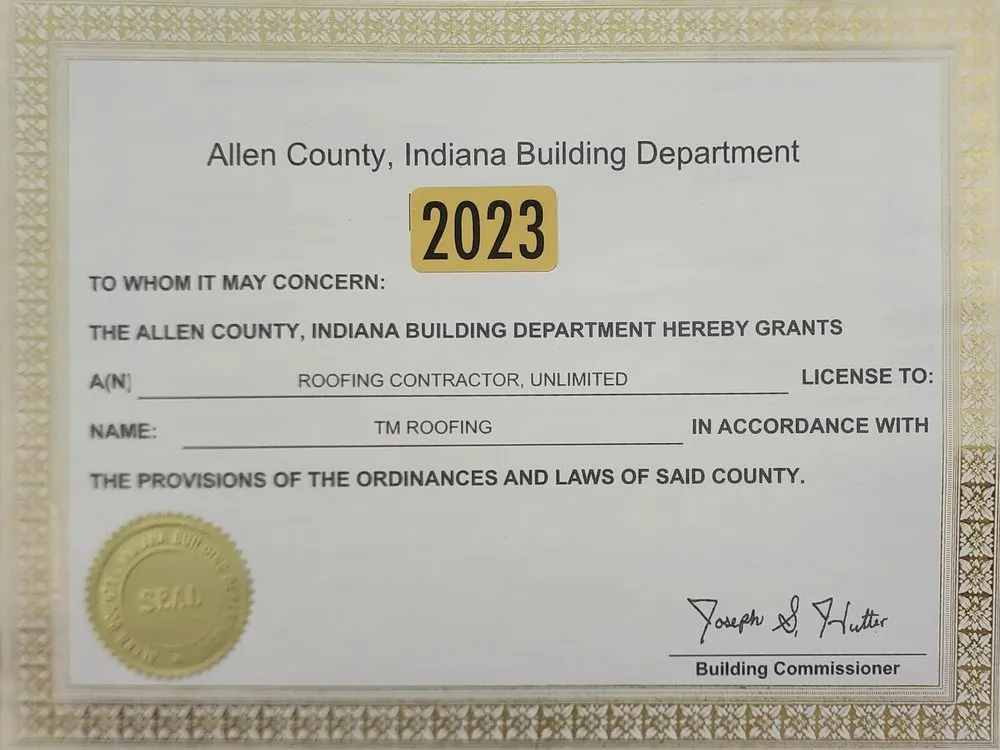 Allen County, Indiana Building Department
2023
TO WHOM IT MAY CONCERN:
THE ALLEN COUNTY, INDIANA BUILDING DEPARTMENT HEREBY GRANTS
A(N) ROOFING CONTRACTOR, UNLIMITED LICENSE TO:
NAME: TM ROOFING IN ACCORDANCE WITH
THE PROVISIONS OF THE ORDINANCES AND LAWS OF SAID COUNTY.
SEAL
Joseph S. Hutter
Building Commissioner